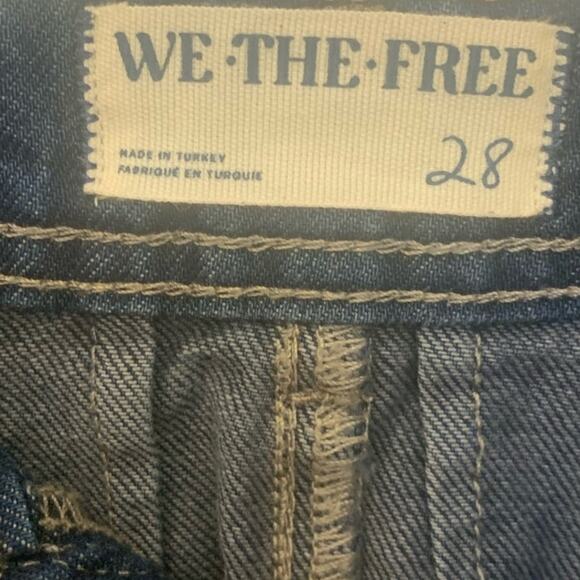 WE·THE·FREE
MADE IN TURKEY
FABRIQUÉ EN TURQUIE
28